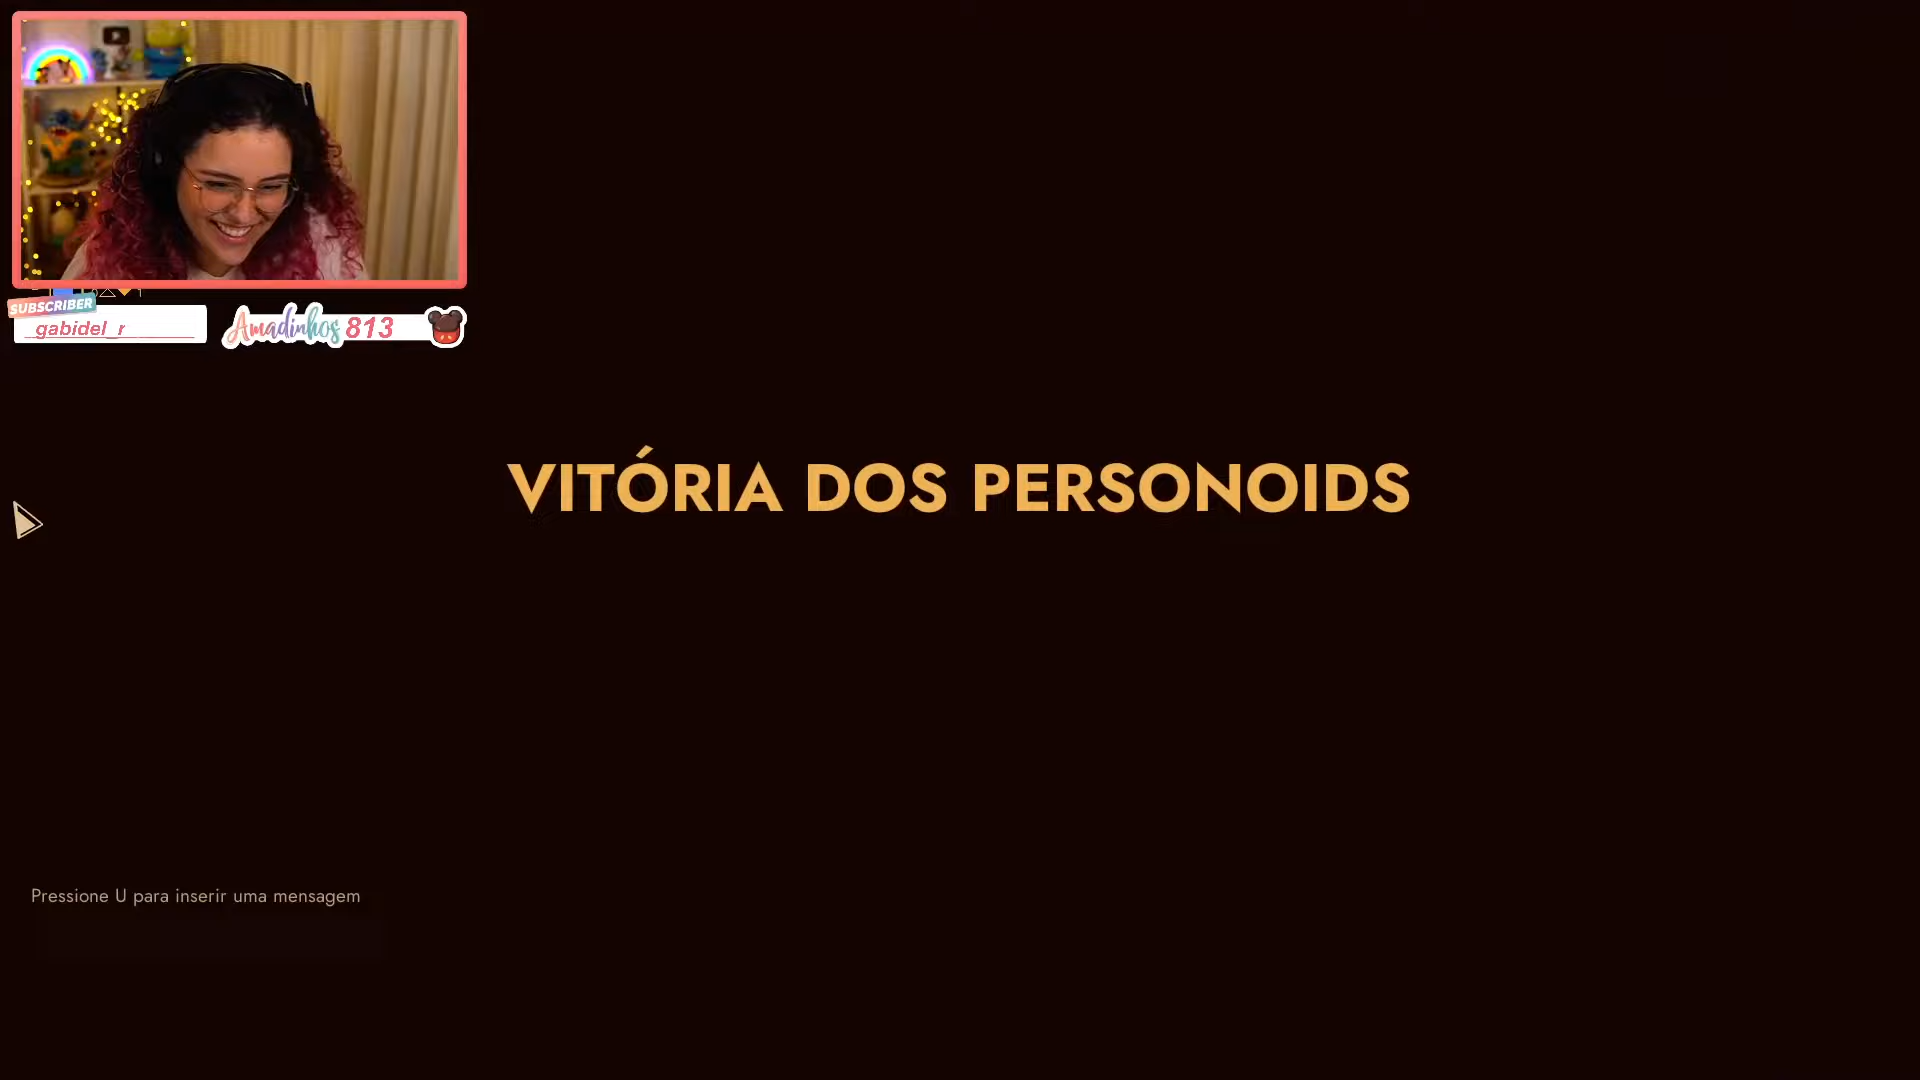 SUBSCRIBER
gabidel_r
Amadinhos 813
VITÓRIA DOS PERSONOIDS
Pressione U para inserir uma mensagem